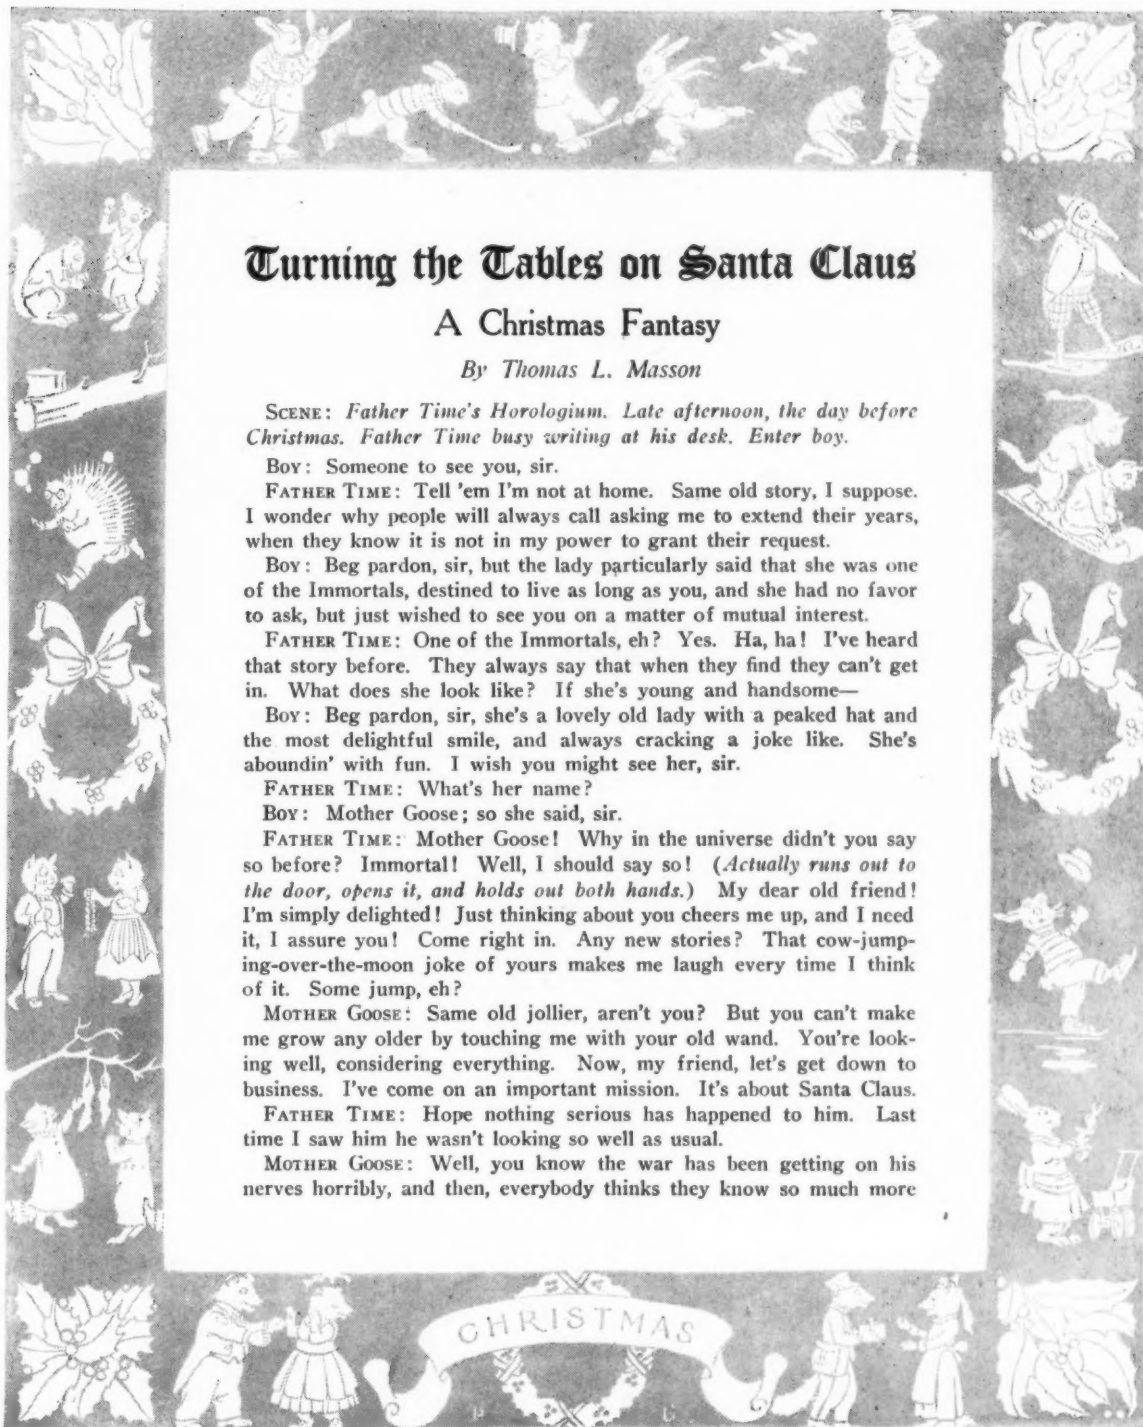 Turning the Tables on Santa Claus
A Christmas Fantasy
By Thomas L. Masson
SCENE: Father Time's Horologium. Late afternoon, the day before
Christmas. Father Time busy writing at his desk. Enter boy.
BOY: Someone to see you, sir.
FATHER TIME: Tell 'em I'm not at home. Same old story, I suppose.
I wonder why people will always call asking me to extend their years,
when they know it is not in my power to grant their request.
BOY: Beg pardon, sir, but the lady particularly said that she was one
of the Immortals, destined to live as long as you, and she had no favor
to ask, but just wished to see you on a matter of mutual interest.
FATHER TIME: One of the Immortals, eh? Yes. Ha, ha! I've heard
that story before. They always say that when they find they can't get
in. What does she look like? If she's young and handsome—
BOY: Beg pardon, sir, she's a lovely old lady with a peaked hat and
the most delightful smile, and always cracking a joke like. She's
aboundin' with fun. I wish you might see her, sir.
FATHER TIME: What's her name?
BOY: Mother Goose; so she said, sir.
FATHER TIME: Mother Goose! Why in the universe didn't you say
so before? Immortal! Well, I should say so! (Actually runs out to
the door, opens it, and holds out both hands.) My dear old friend!
I'm simply delighted! Just thinking about you cheers me up, and I need
it, I assure you! Come right in. Any new stories? That cow-jump-
ing-over-the-moon joke of yours makes me laugh every time I think
of it. Some jump, eh?
MOTHER GOOSE: Same old jollier, aren't you? But you can't make
me grow any older by touching me with your old wand. You're look-
ing well, considering everything. Now, my friend, let's get down to
business. I've come on an important mission. It's about Santa Claus.
FATHER TIME: Hope nothing serious has happened to him. Last
time I saw him he wasn't looking so well as usual.
MOTHER GOOSE: Well, you know the war has been getting on his
nerves horribly, and then, everybody thinks they know so much more
CHRISTMAS